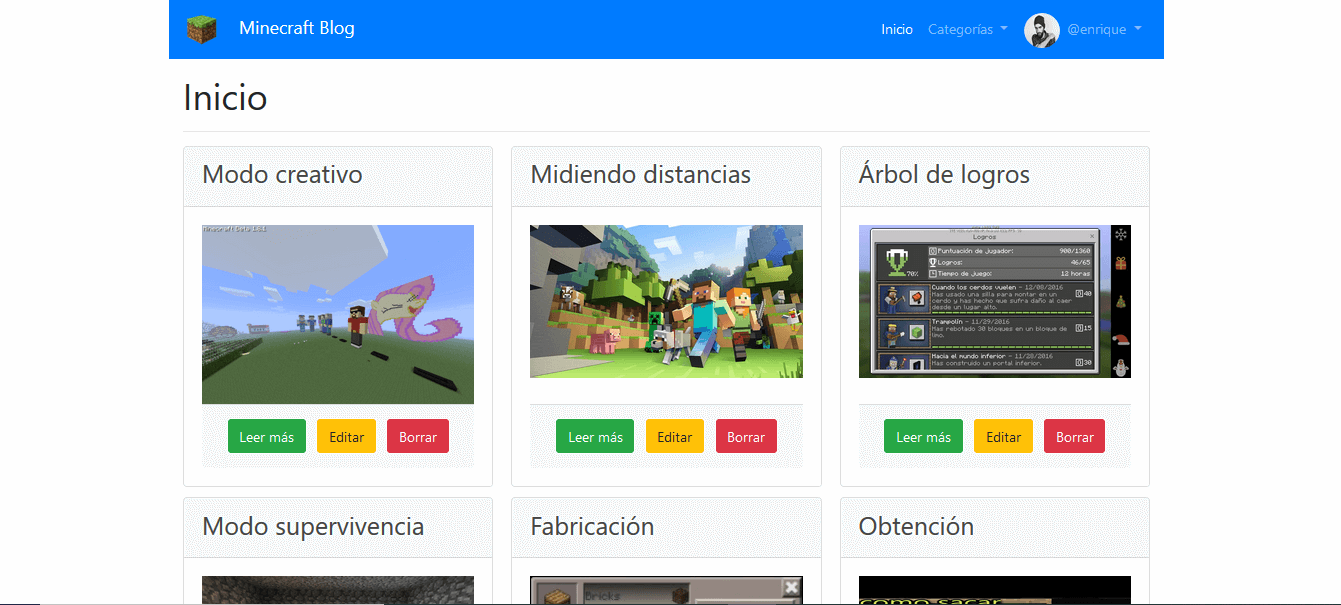 Minecraft Blog
Inicio
Categorías
@enrique
Inicio
Modo creativo
Midiendo distancias
Árbol de logros
Minecraft Beta 1.8.1
Logros
Puntuación de jugador: 900/1360
Logros: 46/65
Tiempo de juego: 12 horas
70%
Cuando los cerdos vuelen - 12/08/2016
Has usado una silla para montar en un
cerdo y has hecho que sufra daño al caer
desde un lugar alto.
40
Trampolín - 11/29/2016
Has rebotado 30 bloques en un bloque de
limo.
15
Hacia el mundo inferior - 11/28/2016
Has construido un portal inferior.
30
Leer más
Editar
Borrar
Leer más
Editar
Borrar
Leer más
Editar
Borrar
Modo supervivencia
Fabricación
Obtención
Bricks
como sacar